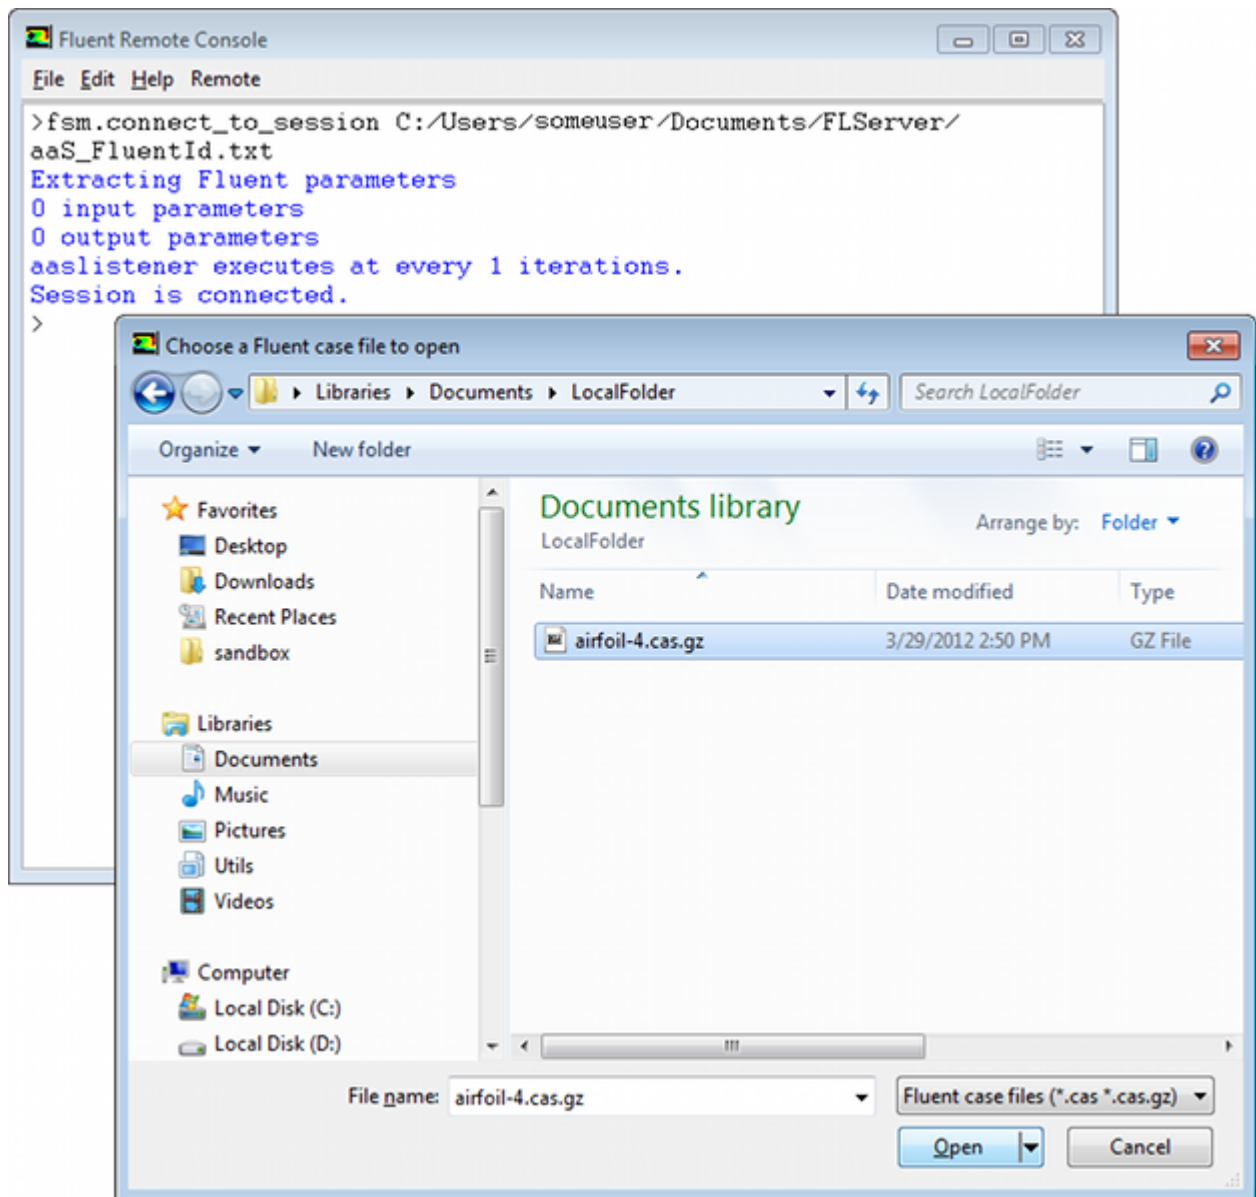 Fluent Remote Console
File Edit Help Remote
>fsm.connect_to_session C:/Users/someuser/Documents/FLServer/
aaS_FluentId.txt
Extracting Fluent parameters
0 input parameters
0 output parameters
aaslistener executes at every 1 iterations.
Session is connected.
>
Choose a Fluent case file to open
Libraries Documents LocalFolder
Search LocalFolder
Organize New folder
Favorites
Desktop
Downloads
Recent Places
sandbox
Libraries
Documents
Music
Pictures
Utils
Videos
Computer
Local Disk (C:)
Local Disk (D:)
Documents library
LocalFolder
Arrange by: Folder
Name Date modified Type
airfoil-4.cas.gz 3/29/2012 2:50 PM GZ File
File name: airfoil-4.cas.gz
Fluent case files (*.cas *.cas.gz)
Open Cancel